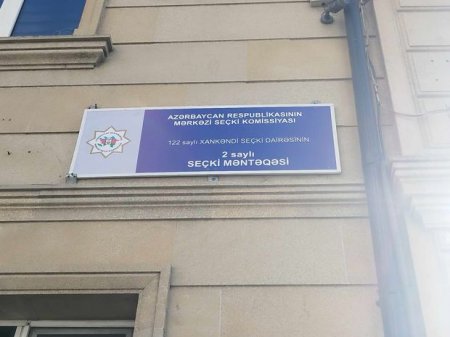 AZƏRBAYCAN RESPUBLİKASININ
MƏRKƏZİ SEÇKİ KOMİSSİYASI
122 saylı XANKƏNDİ SEÇKİ DAİRƏSİNİN
2 saylı
SEÇKİ MƏNTƏQƏSİ